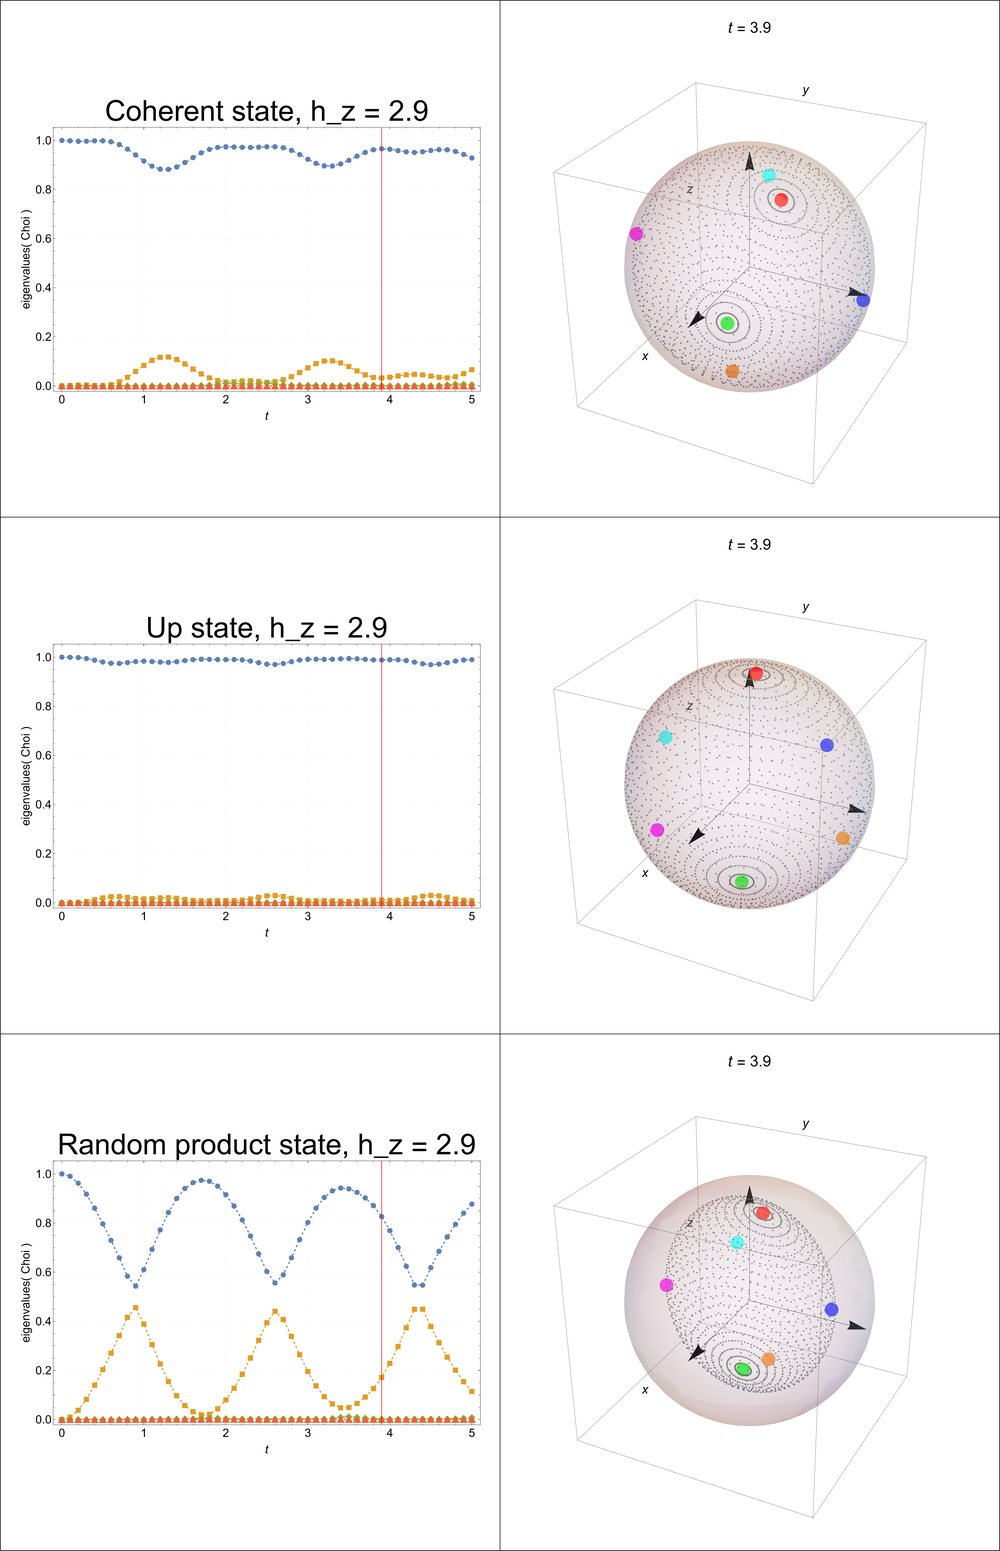 Coherent state, h_z = 2.9
eigenvalues( Choi )
1.0
0.8
0.6
0.4
0.2
0.0
0 1 2 3 4 5
t
t = 3.9
y
z
x
Up state, h_z = 2.9
eigenvalues( Choi )
1.0
0.8
0.6
0.4
0.2
0.0
0 1 2 3 4 5
t
t = 3.9
y
z
x
Random product state, h_z = 2.9
eigenvalues( Choi )
1.0
0.8
0.6
0.4
0.2
0.0
0 1 2 3 4 5
t
t = 3.9
y
z
x